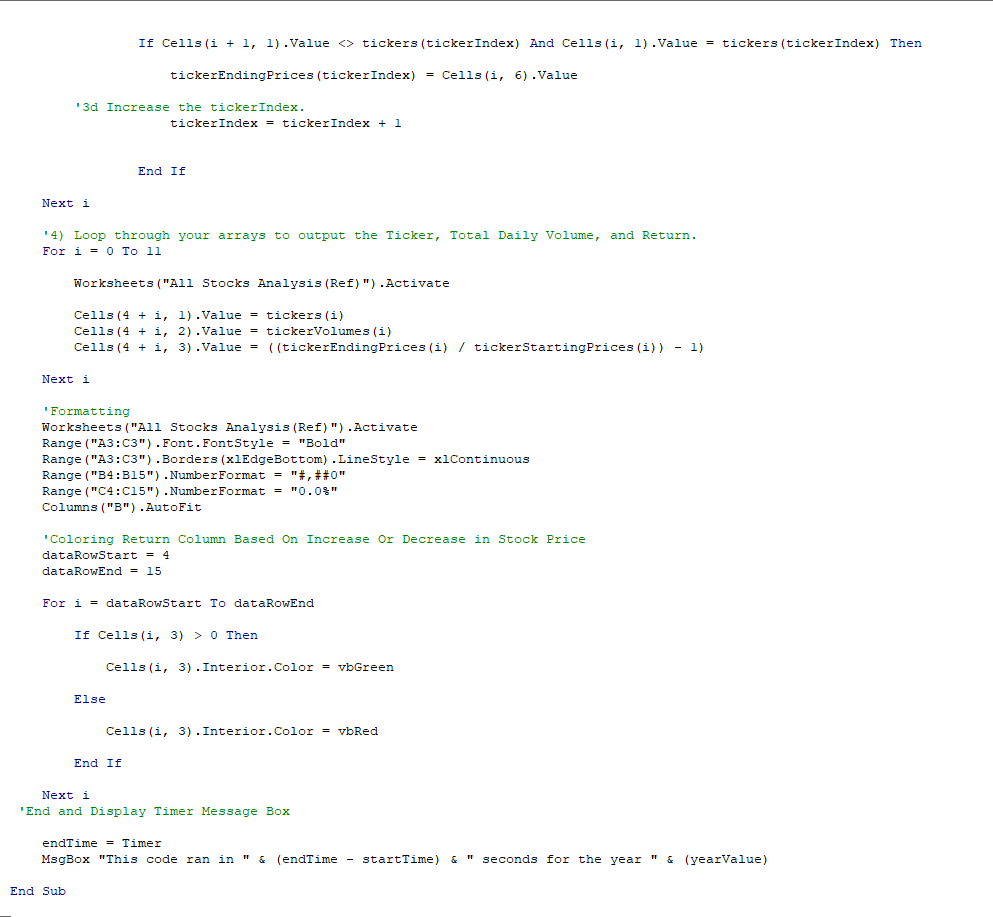 If Cells(i + 1, 1).Value <> tickers(tickerIndex) And Cells(i, 1).Value = tickers(tickerIndex) Then
tickerEndingPrices(tickerIndex) = Cells(i, 6).Value
'3d Increase the tickerIndex.
tickerIndex = tickerIndex + 1
End If
Next i
'4) Loop through your arrays to output the Ticker, Total Daily Volume, and Return.
For i = 0 To 11
Worksheets("All Stocks Analysis(Ref)").Activate
Cells(4 + i, 1).Value = tickers(i)
Cells(4 + i, 2).Value = tickerVolumes(i)
Cells(4 + i, 3).Value = ((tickerEndingPrices(i) / tickerStartingPrices(i)) - 1)
Next i
'Formatting
Worksheets("All Stocks Analysis(Ref)").Activate
Range("A3:C3").Font.FontStyle = "Bold"
Range("A3:C3").Borders(xlEdgeBottom).LineStyle = xlContinuous
Range("B4:B15").NumberFormat = "#,##0"
Range("C4:C15").NumberFormat = "0.0%"
Columns("B").AutoFit
'Coloring Return Column Based On Increase Or Decrease in Stock Price
dataRowStart = 4
dataRowEnd = 15
For i = dataRowStart To dataRowEnd
If Cells(i, 3) > 0 Then
Cells(i, 3).Interior.Color = vbGreen
Else
Cells(i, 3).Interior.Color = vbRed
End If
Next i
'End and Display Timer Message Box
endTime = Timer
MsgBox "This code ran in " & (endTime - startTime) & " seconds for the year " & (yearValue)
End Sub